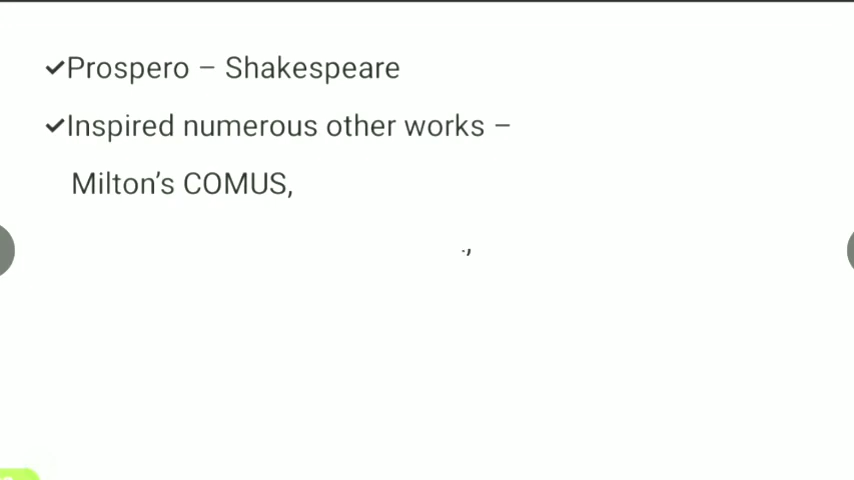 ✔Prospero – Shakespeare
✔Inspired numerous other works –
Milton's COMUS,